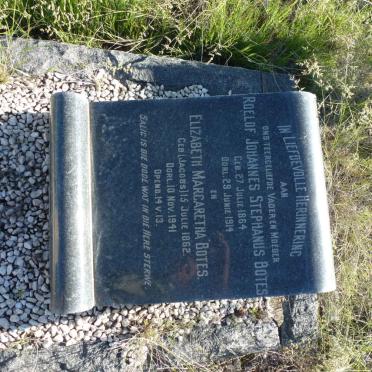 IN LIEFDEVOLLE HERINNERING
AAN
ONS TEERGELIEFDE VADER EN MOEDER
ROELOF JOHANNES STEPHANUS BOTES
GEB. 27 JULIE 1864
OORL. 29 JUNIE 1914
EN
ELIZABETH MARGARETHA BOTES.
GEB (JACOBS) 15 JULIE 1862.
OORL. 10 NOV. 1941.
OPENB. 14 V. 13.
SALIG IS DIE DODE WAT IN DIE HERE STERWE.